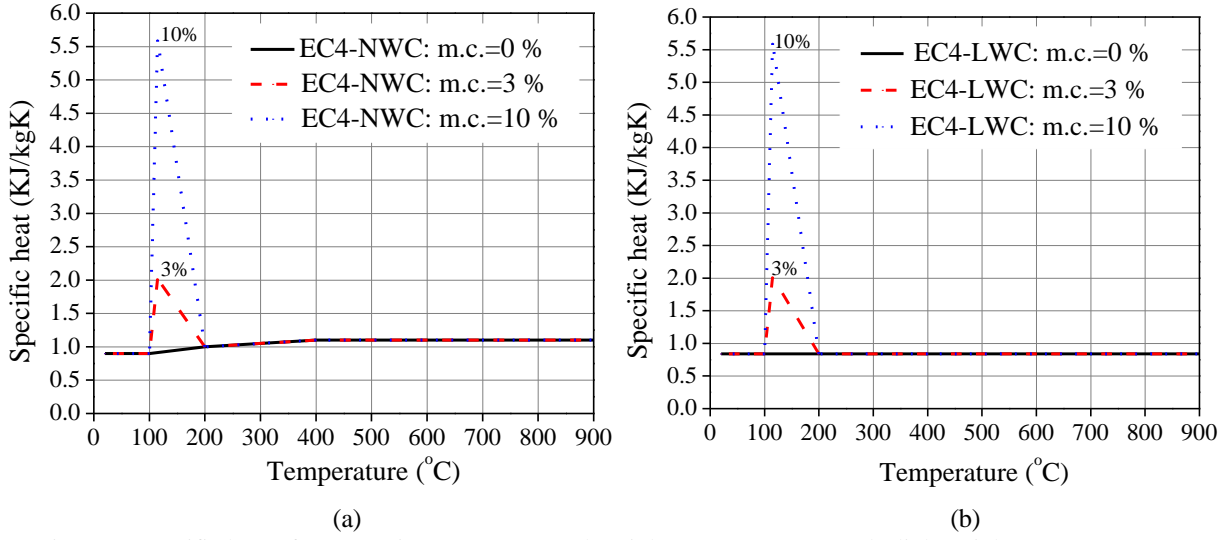 6.0
5.5
5.0
4.5
4.0
3.5
3.0
2.5
2.0
1.5
1.0
0.5
0.0
Specific heat (KJ/kgK)
10%
3%
EC4-NWC: m.c.=0 %
EC4-NWC: m.c.=3 %
EC4-NWC: m.c.=10 %
0 100 200 300 400 500 600 700 800 900
Temperature (°C)
(a)
6.0
5.5
5.0
4.5
4.0
3.5
3.0
2.5
2.0
1.5
1.0
0.5
0.0
Specific heat (KJ/kgK)
10%
3%
EC4-LWC: m.c.=0 %
EC4-LWC: m.c.=3 %
EC4-LWC: m.c.=10 %
0 100 200 300 400 500 600 700 800 900
Temperature (°C)
(b)